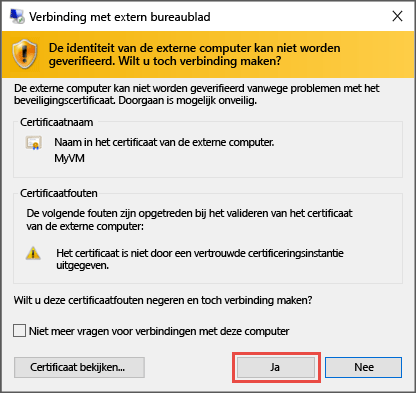 Verbinding met extern bureaublad
De identiteit van de externe computer kan niet worden
geverifieerd. Wilt u toch verbinding maken?
De externe computer kan niet worden geverifieerd vanwege problemen met het
beveiligingscertificaat. Doorgaan is mogelijk onveilig.
Certificaatnaam
Naam in het certificaat van de externe computer.
MyVM
Certificaatfouten
De volgende fouten zijn opgetreden bij het valideren van het certificaat
van de externe computer:
Het certificaat is niet door een vertrouwde certificeringsinstantie
uitgegeven.
Wilt u deze certificaatfouten negeren en toch verbinding maken?
Niet meer vragen voor verbindingen met deze computer
Certificaat bekijken... Ja Nee